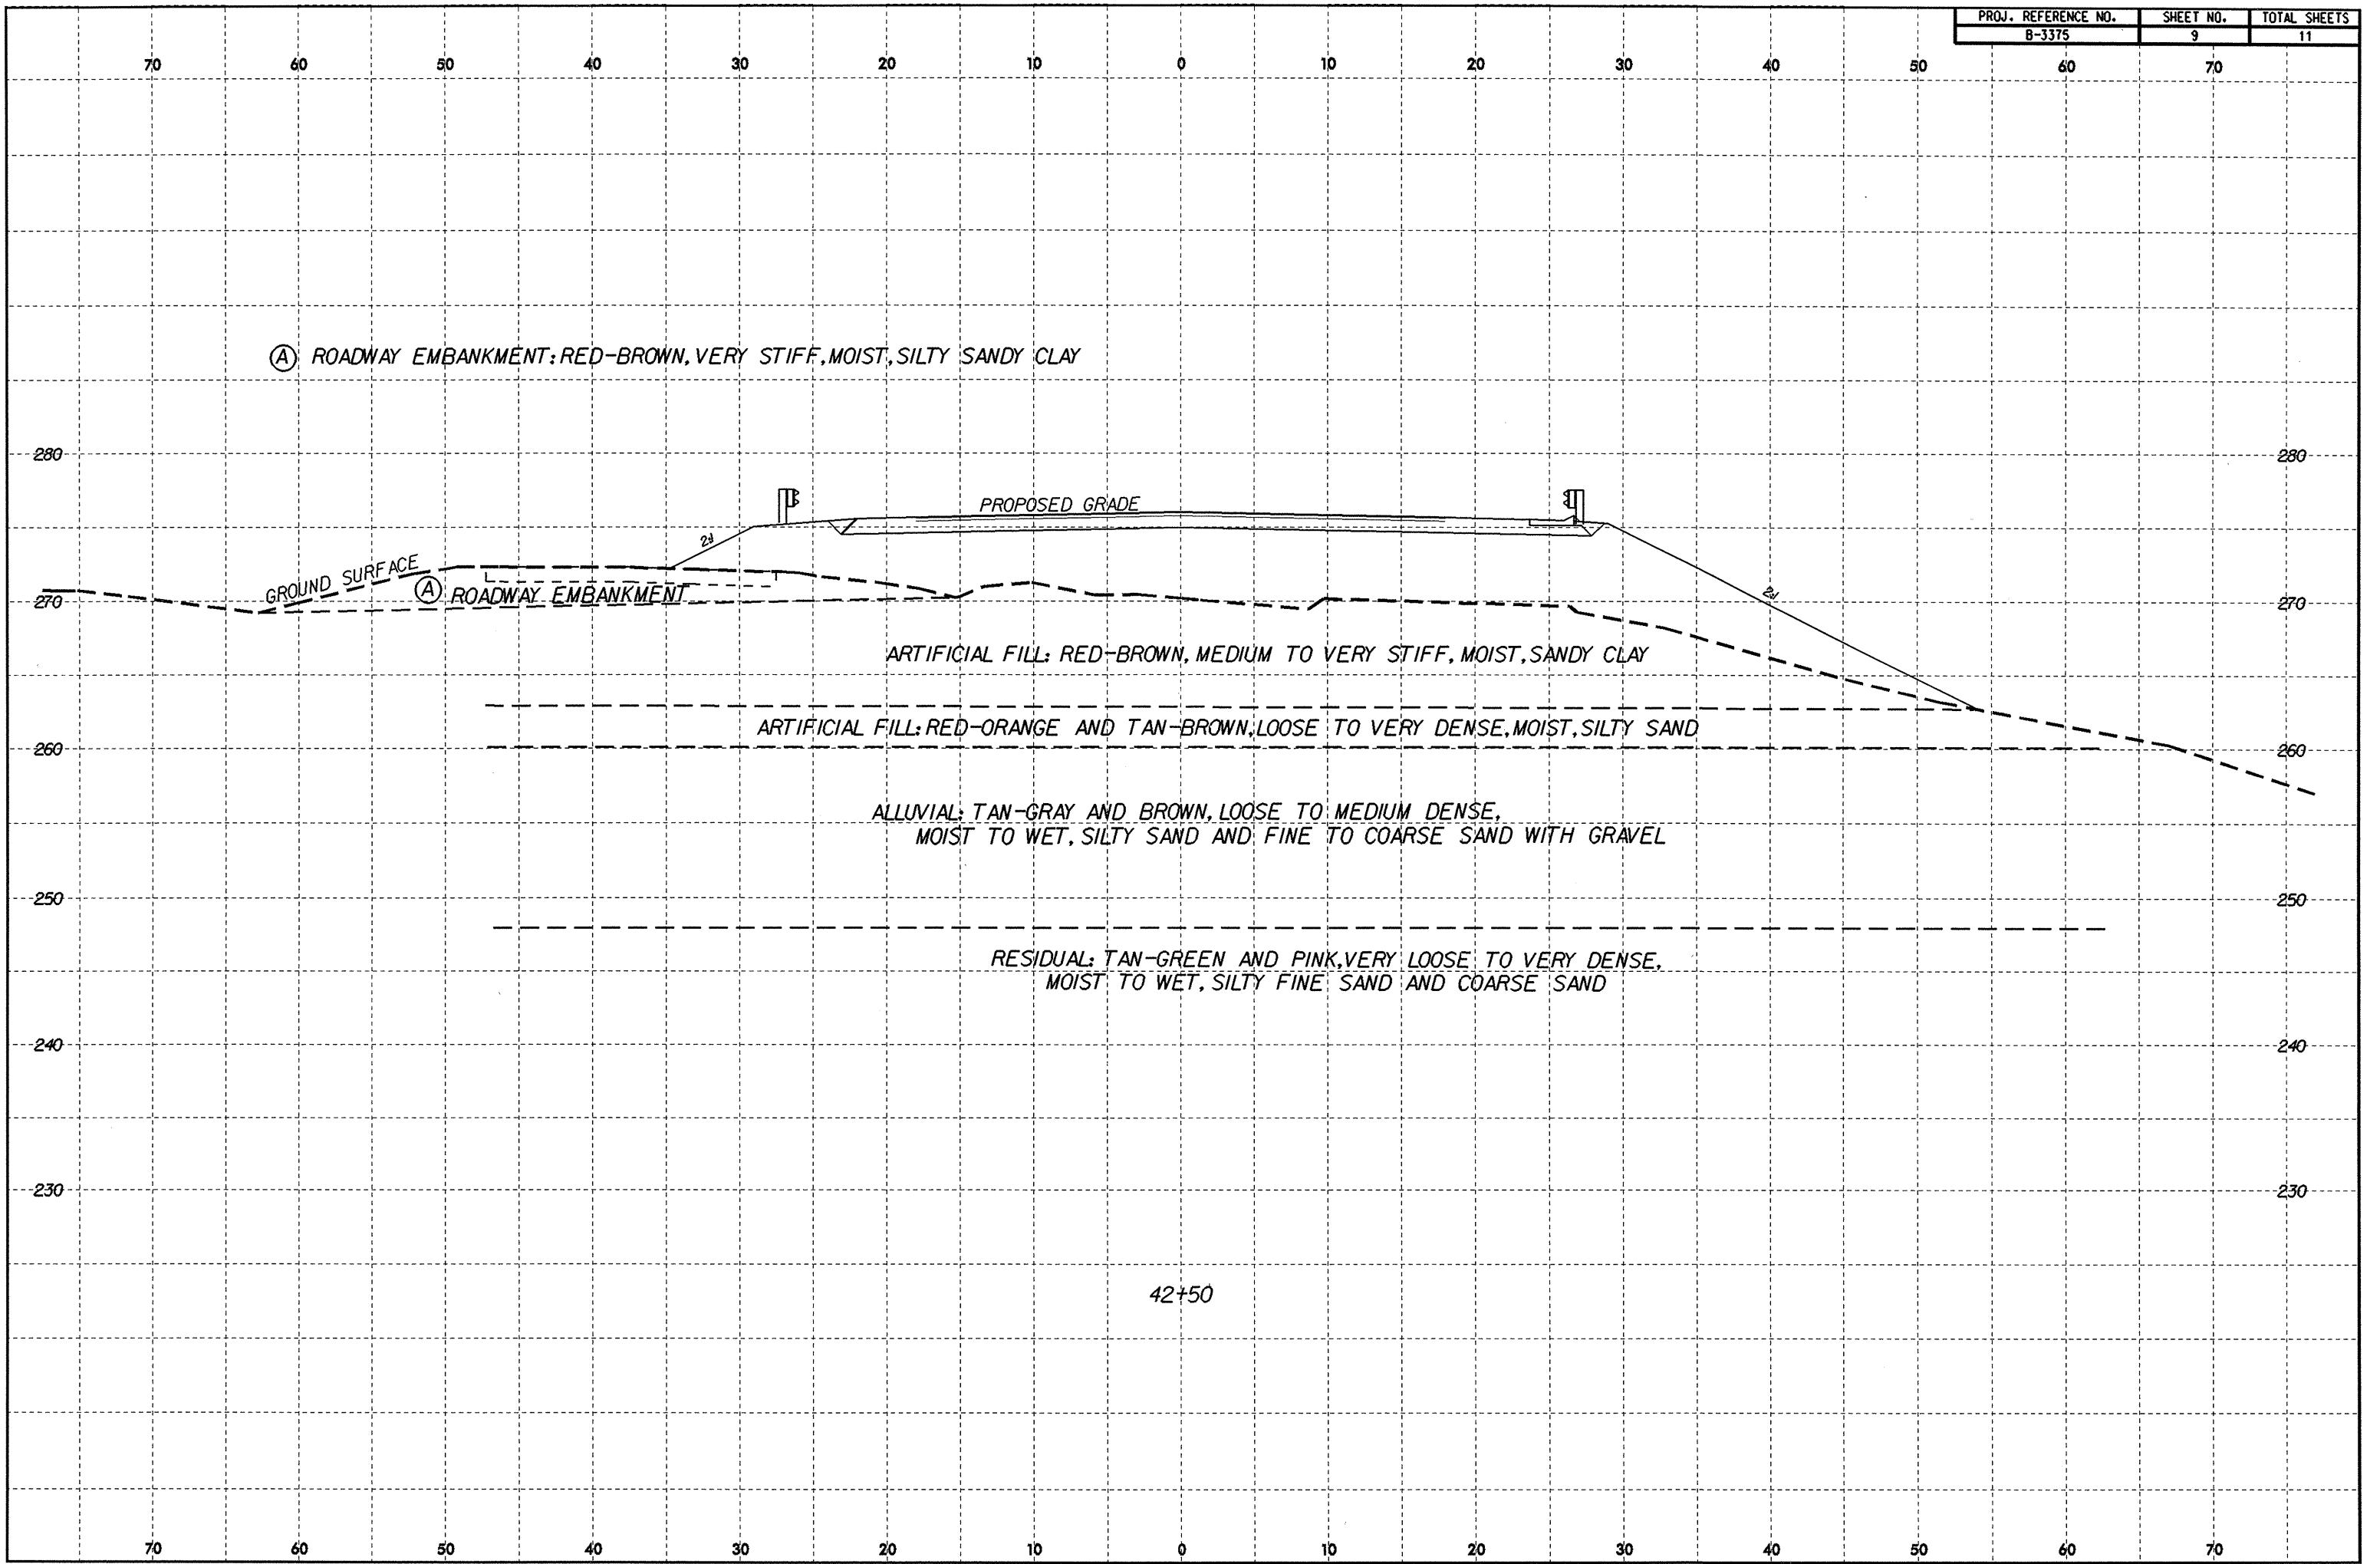 PROJ. REFERENCE NO. SHEET NO. TOTAL SHEETS
B-3375 9 11
70 60 50 40 30 20 10 0 10 20 30 40 50 60 70
Ⓐ ROADWAY EMBANKMENT: RED-BROWN, VERY STIFF, MOIST, SILTY SANDY CLAY
280 280
PROPOSED GRADE
2:1
GROUND SURFACE
Ⓐ ROADWAY EMBANKMENT
2:1
270 270
ARTIFICIAL FILL: RED-BROWN, MEDIUM TO VERY STIFF, MOIST, SANDY CLAY
ARTIFICIAL FILL: RED-ORANGE AND TAN-BROWN, LOOSE TO VERY DENSE, MOIST, SILTY SAND
260 260
ALLUVIAL: TAN-GRAY AND BROWN, LOOSE TO MEDIUM DENSE,
MOIST TO WET, SILTY SAND AND FINE TO COARSE SAND WITH GRAVEL
250 250
RESIDUAL: TAN-GREEN AND PINK, VERY LOOSE TO VERY DENSE,
MOIST TO WET, SILTY FINE SAND AND COARSE SAND
240 240
230 230
42+50
70 60 50 40 30 20 10 0 10 20 30 40 50 60 70